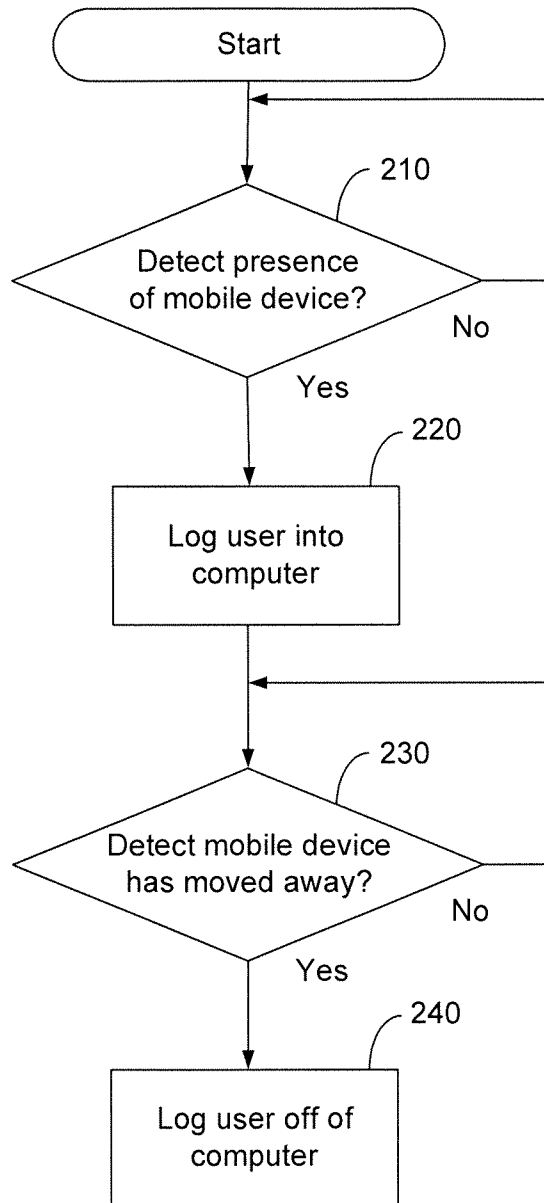 Start
210
Detect presence
of mobile device?
No
Yes
220
Log user into
computer
230
Detect mobile device
has moved away?
No
Yes
240
Log user off of
computer